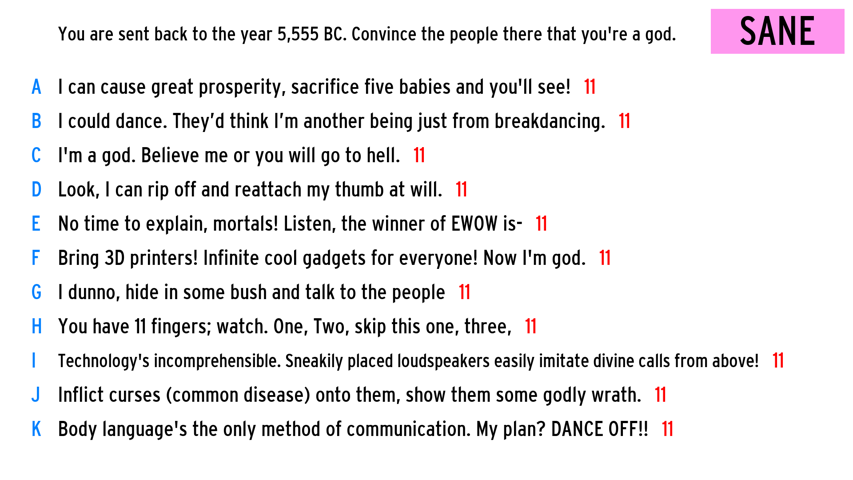 You are sent back to the year 5,555 BC. Convince the people there that you're a god.
SANE
A I can cause great prosperity, sacrifice five babies and you'll see! 11
B I could dance. They’d think I’m another being just from breakdancing. 11
C I'm a god. Believe me or you will go to hell. 11
D Look, I can rip off and reattach my thumb at will. 11
E No time to explain, mortals! Listen, the winner of EWOW is- 11
F Bring 3D printers! Infinite cool gadgets for everyone! Now I'm god. 11
G I dunno, hide in some bush and talk to the people 11
H You have 11 fingers; watch. One, Two, skip this one, three, 11
I Technology's incomprehensible. Sneakily placed loudspeakers easily imitate divine calls from above! 11
J Inflict curses (common disease) onto them, show them some godly wrath. 11
K Body language's the only method of communication. My plan? DANCE OFF!! 11